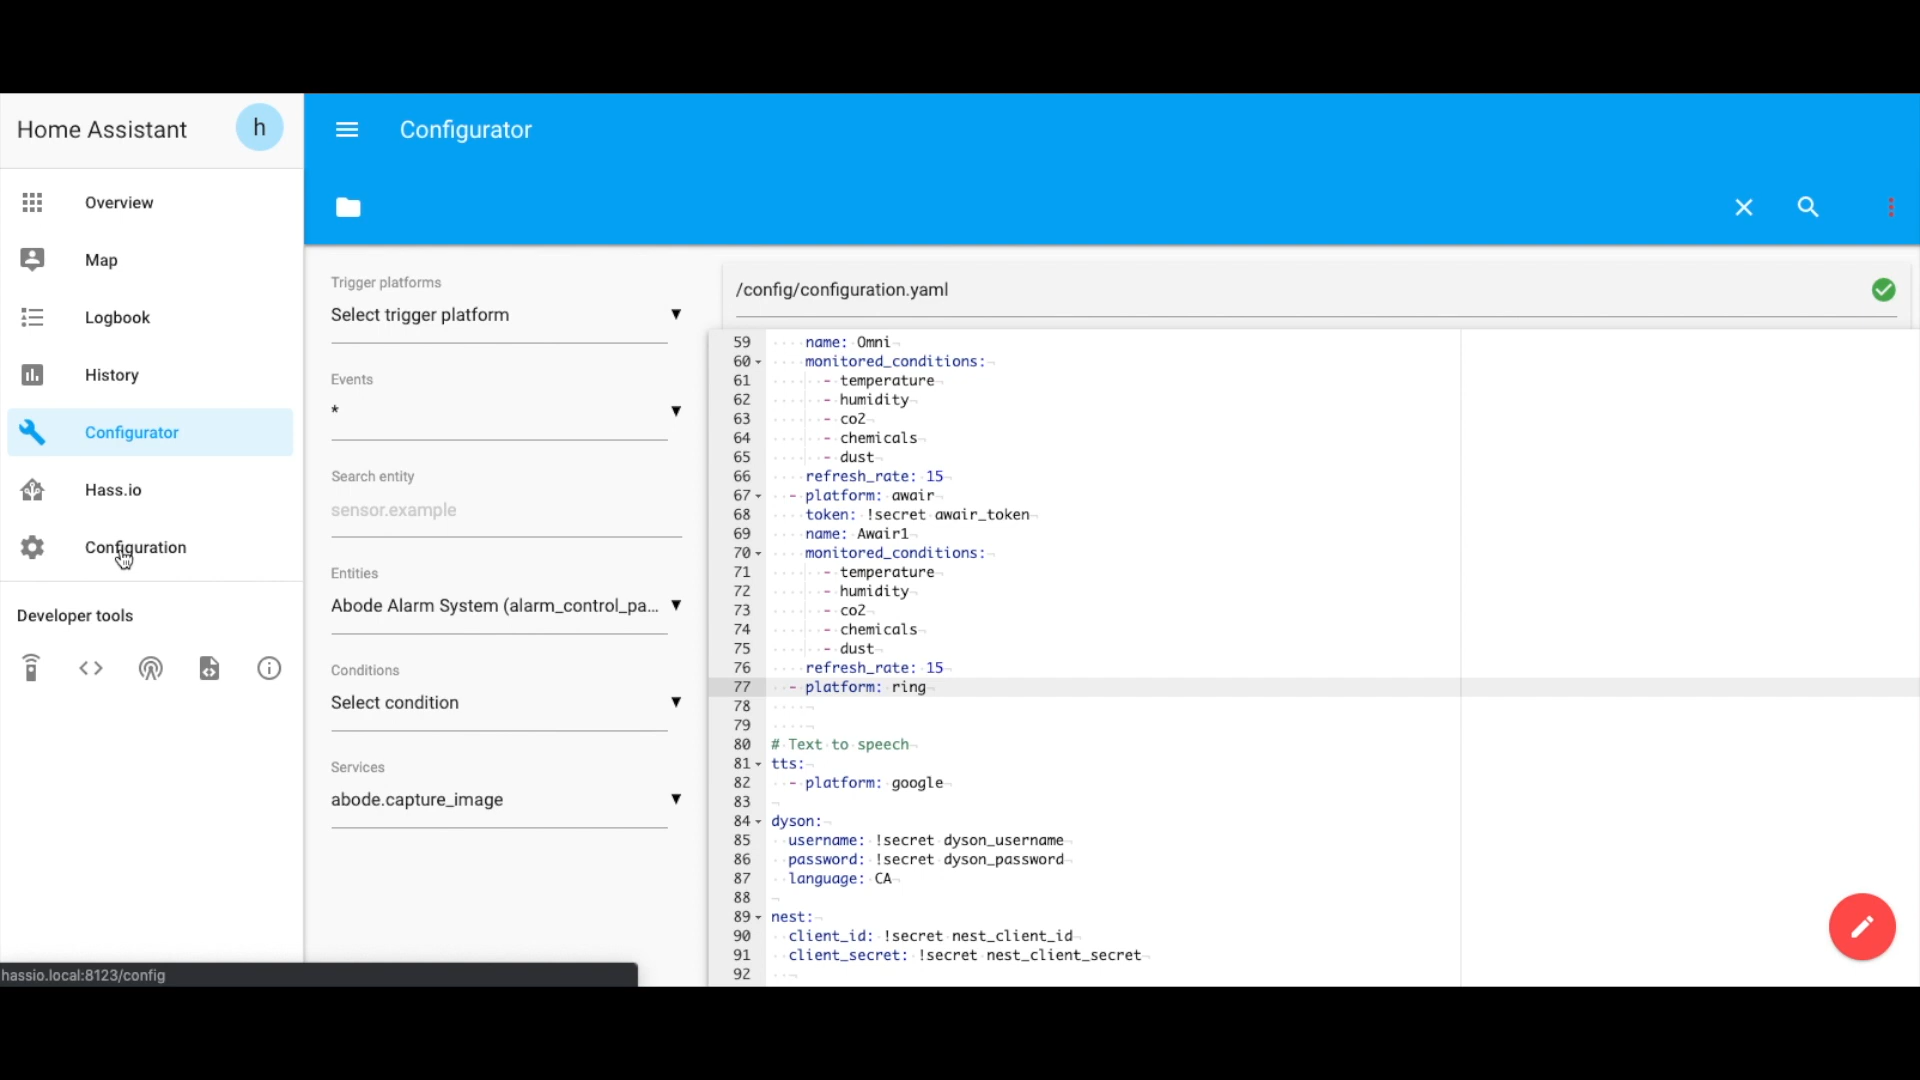 Home Assistant
h
Configurator
Overview
Map
Logbook
History
Configurator
Hass.io
Configuration
Developer tools
Trigger platforms
Select trigger platform
Events
*
Search entity
sensor.example
Entities
Abode Alarm System (alarm_control_pa...
Conditions
Select condition
Services
abode.capture_image
/config/configuration.yaml
59 name: Omni
60 monitored_conditions:
61 - temperature
62 - humidity
63 - co2
64 - chemicals
65 - dust
66 refresh_rate: 15
67 - platform: awair
68 token: !secret awair_token
69 name: Awair1
70 monitored_conditions:
71 - temperature
72 - humidity
73 - co2
74 - chemicals
75 - dust
76 refresh_rate: 15
77 - platform: ring
78
79
80 # Text to speech
81 tts:
82 - platform: google
83
84 dyson:
85 username: !secret dyson_username
86 password: !secret dyson_password
87 language: CA
88
89 nest:
90 client_id: !secret nest_client_id
91 client_secret: !secret nest_client_secret
92
hassio.local:8123/config